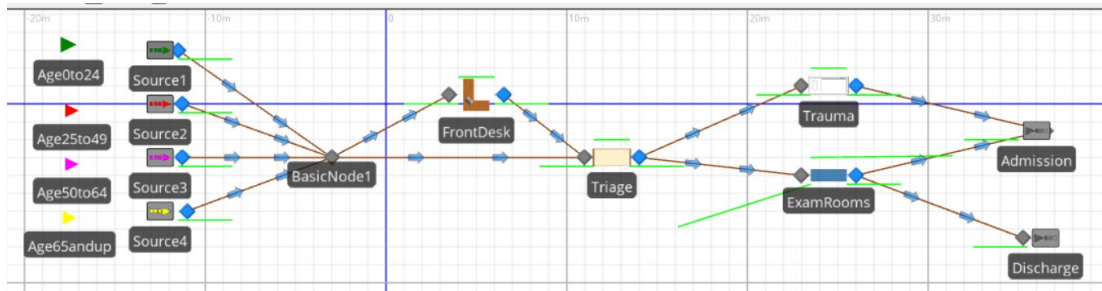 -20m -10m 0 10m 20m 30m
Age0to24
Source1
Age25to49
Source2
Age50to64
Source3
Age65andup
Source4
BasicNode1
FrontDesk
Triage
Trauma
ExamRooms
Admission
Discharge